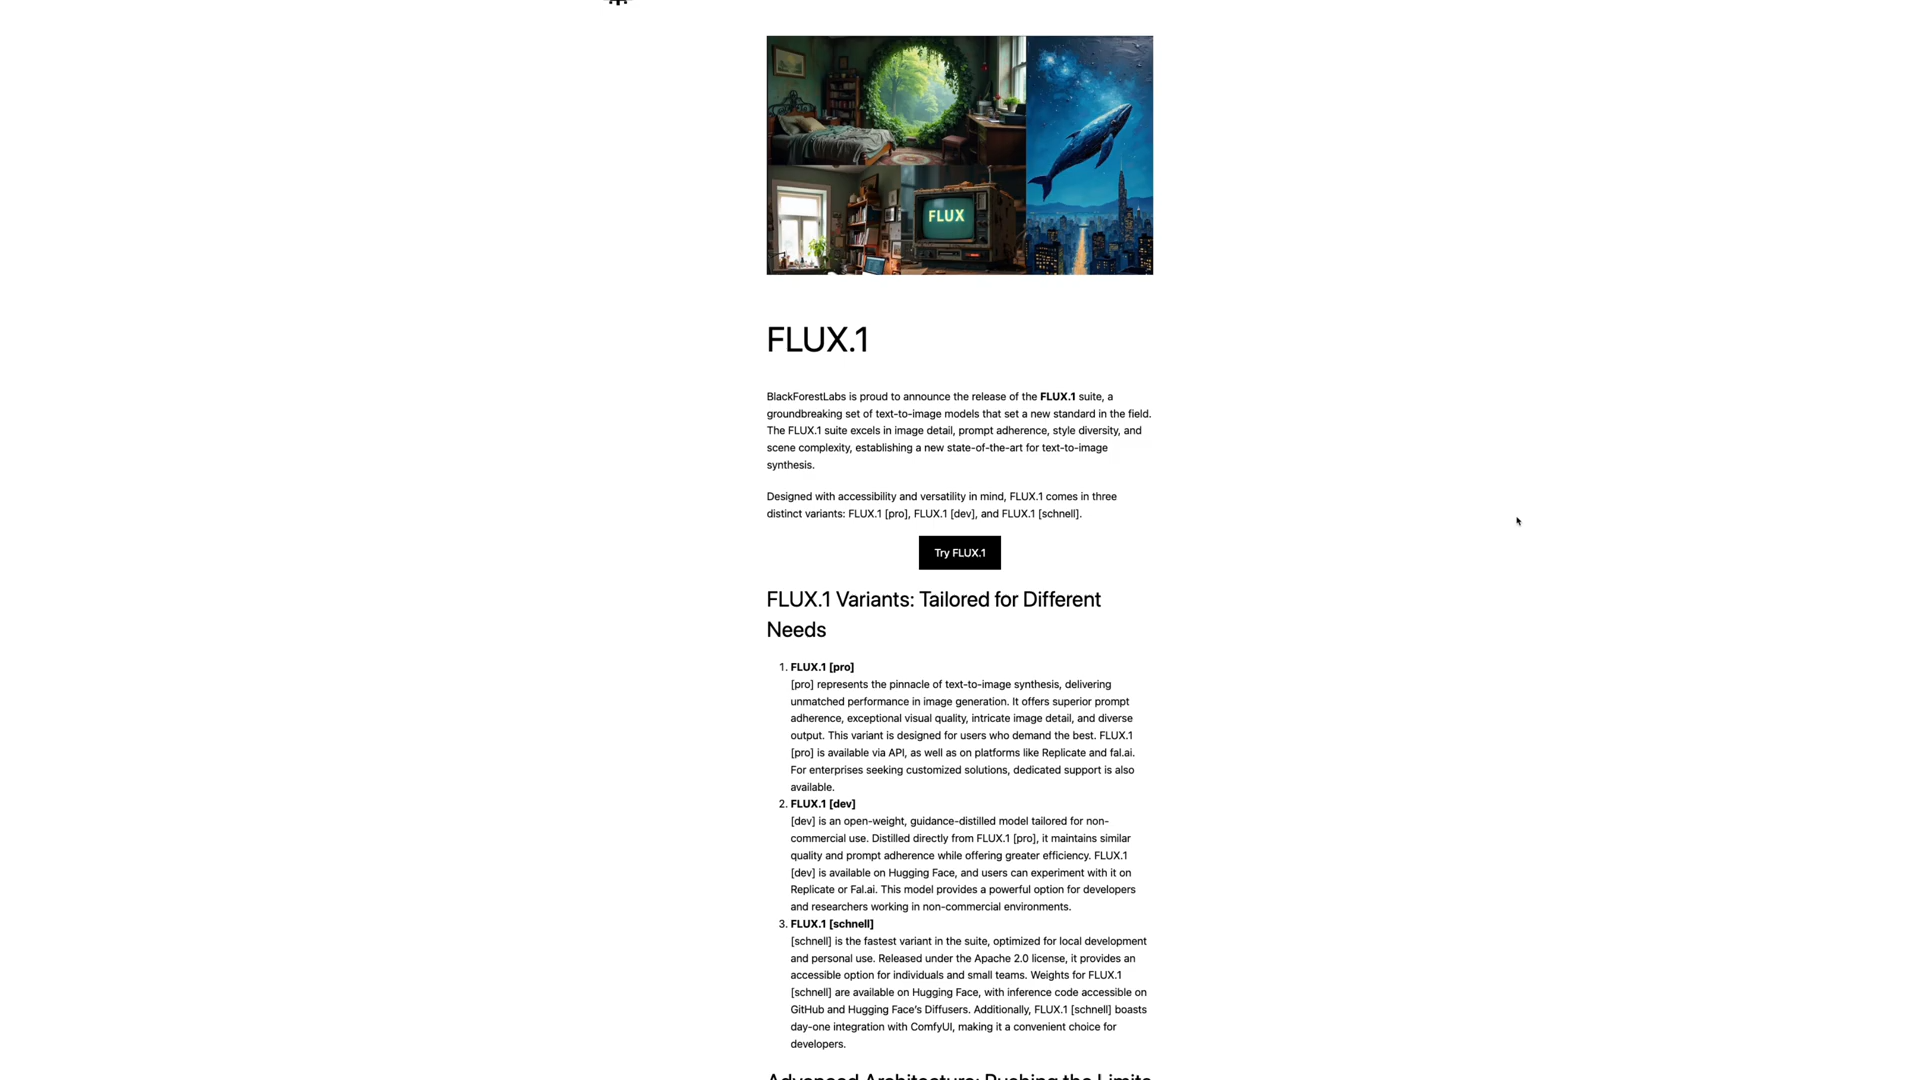 FLUX
FLUX.1
BlackForestLabs is proud to announce the release of the FLUX.1 suite, a
groundbreaking set of text-to-image models that set a new standard in the field.
The FLUX.1 suite excels in image detail, prompt adherence, style diversity, and
scene complexity, establishing a new state-of-the-art for text-to-image
synthesis.
Designed with accessibility and versatility in mind, FLUX.1 comes in three
distinct variants: FLUX.1 [pro], FLUX.1 [dev], and FLUX.1 [schnell].
Try FLUX.1
FLUX.1 Variants: Tailored for Different
Needs
1. FLUX.1 [pro]
[pro] represents the pinnacle of text-to-image synthesis, delivering
unmatched performance in image generation. It offers superior prompt
adherence, exceptional visual quality, intricate image detail, and diverse
output. This variant is designed for users who demand the best. FLUX.1
[pro] is available via API, as well as on platforms like Replicate and fal.ai.
For enterprises seeking customized solutions, dedicated support is also
available.
2. FLUX.1 [dev]
[dev] is an open-weight, guidance-distilled model tailored for non-
commercial use. Distilled directly from FLUX.1 [pro], it maintains similar
quality and prompt adherence while offering greater efficiency. FLUX.1
[dev] is available on Hugging Face, and users can experiment with it on
Replicate or Fal.ai. This model provides a powerful option for developers
and researchers working in non-commercial environments.
3. FLUX.1 [schnell]
[schnell] is the fastest variant in the suite, optimized for local development
and personal use. Released under the Apache 2.0 license, it provides an
accessible option for individuals and small teams. Weights for FLUX.1
[schnell] are available on Hugging Face, with inference code accessible on
GitHub and Hugging Face's Diffusers. Additionally, FLUX.1 [schnell] boasts
day-one integration with ComfyUI, making it a convenient choice for
developers.
Advanced Architecture: Pushing the Limits